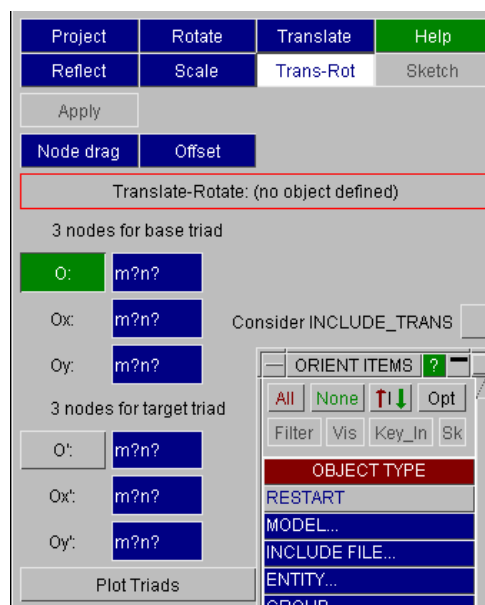 Project Rotate Translate Help
Reflect Scale Trans-Rot Sketch
Apply
Node drag Offset
Translate-Rotate: (no object defined)
3 nodes for base triad
O: m?n?
Ox: m?n? Consider INCLUDE_TRANS
Oy: m?n?
ORIENT ITEMS ?
3 nodes for target triad
All None Opt
Filter Vis Key_In Sk
O': m?n?
OBJECT TYPE
Ox': m?n?
RESTART
MODEL...
Oy': m?n?
INCLUDE FILE...
Plot Triads
ENTITY...
GROUP